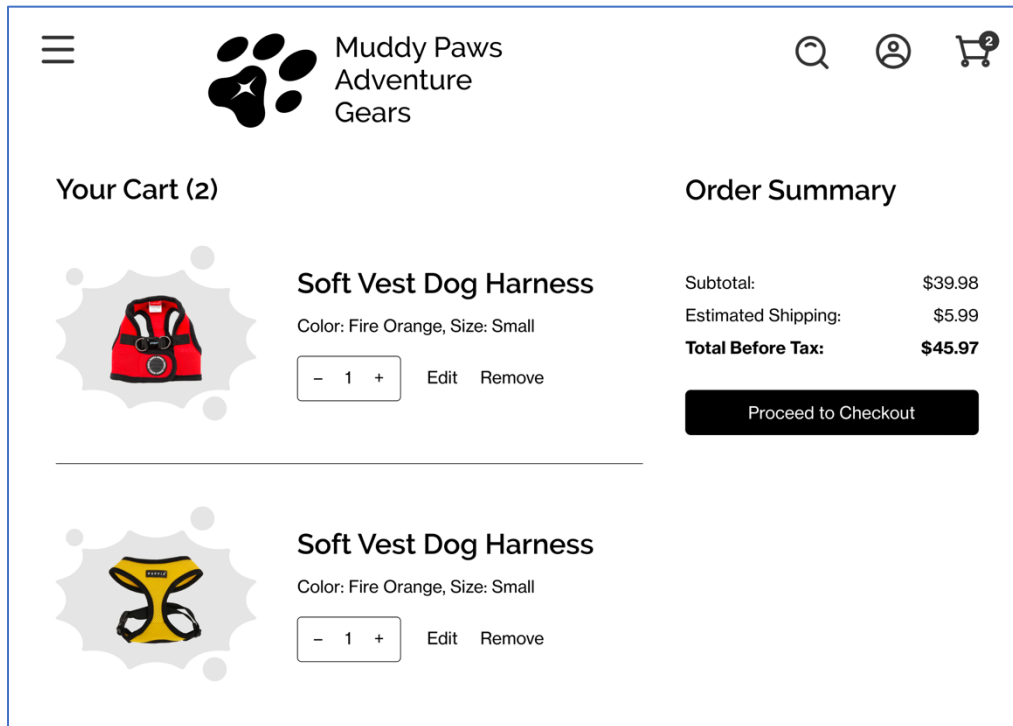 Muddy Paws
Adventure
Gears
2
Your Cart (2)
Order Summary
Soft Vest Dog Harness
Color: Fire Orange, Size: Small
– 1 + Edit Remove
Subtotal: $39.98
Estimated Shipping: $5.99
Total Before Tax: $45.97
Proceed to Checkout
Soft Vest Dog Harness
Color: Fire Orange, Size: Small
– 1 + Edit Remove